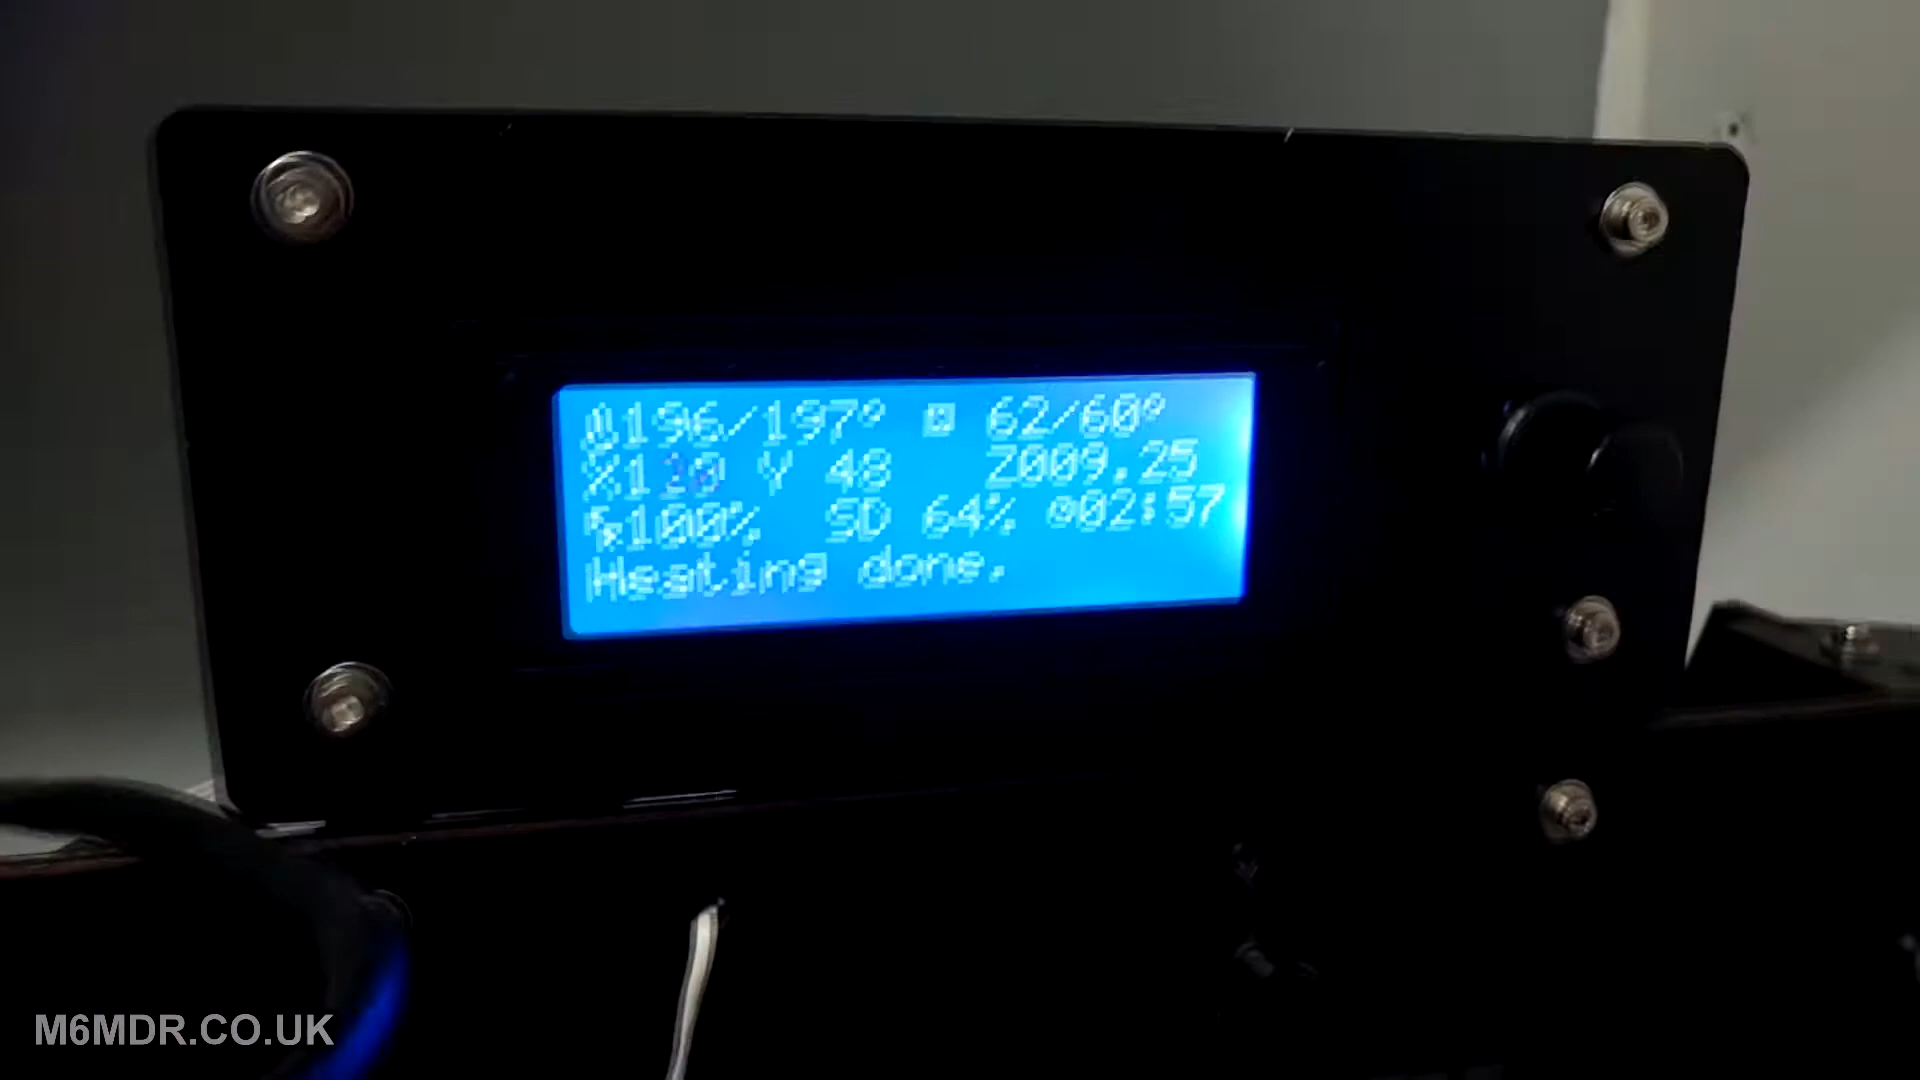 196/197° 62/60°
X120 Y 48 Z009.25
100% SD 64% 02:57
Heating done.
M6MDR.CO.UK